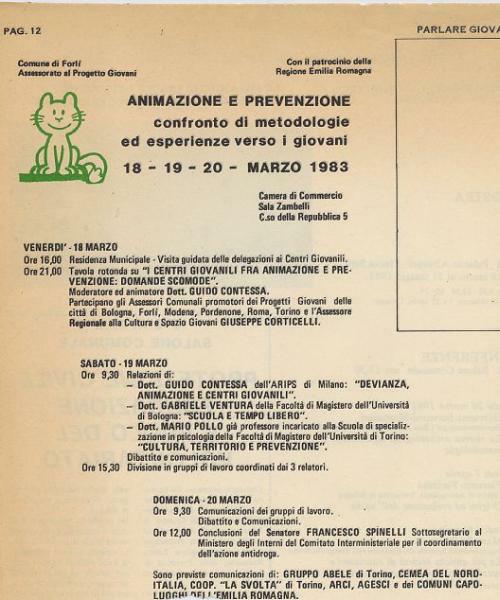 PAG. 12
PARLARE GIOVA
Comune di Forlí
Assessorato al Progetto Giovani
Con il patrocinio della
Regione Emilia Romagna
ANIMAZIONE E PREVENZIONE
confronto di metodologie
ed esperienze verso i giovani
18 - 19 - 20 - MARZO 1983
Camera di Commercio
Sala Zambelli
C.so della Repubblica 5
VENERDI' - 18 MARZO
Ore 16,00 Residenza Municipale - Visita guidata delle delegazioni ai Centri Giovanili.
Ore 21,00 Tavola rotonda su "I CENTRI GIOVANILI FRA ANIMAZIONE E PRE-
VENZIONE: DOMANDE SCOMODE".
Moderatore ed animatore Dott. GUIDO CONTESSA.
Partecipano gli Assessori Comunali promotori dei Progetti Giovani delle
città di Bologna, Forlí, Modena, Pordenone, Roma, Torino e l'Assessore
Regionale alla Cultura e Spazio Giovani GIUSEPPE CORTICELLI.
SABATO - 19 MARZO
Ore 9,30 Relazioni di:
— Dott. GUIDO CONTESSA dell'ARIPS di Milano: "DEVIANZA,
ANIMAZIONE E CENTRI GIOVANILI".
— Dott. GABRIELE VENTURA della Facoltà di Magistero dell'Università
di Bologna: "SCUOLA E TEMPO LIBERO".
— Dott. MARIO POLLO già professore incaricato alla Scuola di specializ-
zazione in psicologia della Facoltà di Magistero dell'Università di Torino:
"CULTURA, TERRITORIO E PREVENZIONE".
Dibattito e comunicazioni.
Ore 15,30 Divisione in gruppi di lavoro coordinati dai 3 relatori.
DOMENICA - 20 MARZO
Ore 9,30 Comunicazioni dei gruppi di lavoro.
Dibattito e Comunicazioni.
Ore 12,00 Conclusioni del Senatore FRANCESCO SPINELLI Sottosegretario al
Ministero degli Interni del Comitato Interministeriale per il coordinamento
dell'azione antidroga.
Sono previste comunicazioni di: GRUPPO ABELE di Torino, CEMEA DEL NORD-
ITALIA, COOP. "LA SVOLTA" di Torino, ARCI, AGESCI e dei COMUNI CAPO-
LUOGHI DELL'EMILIA ROMAGNA.